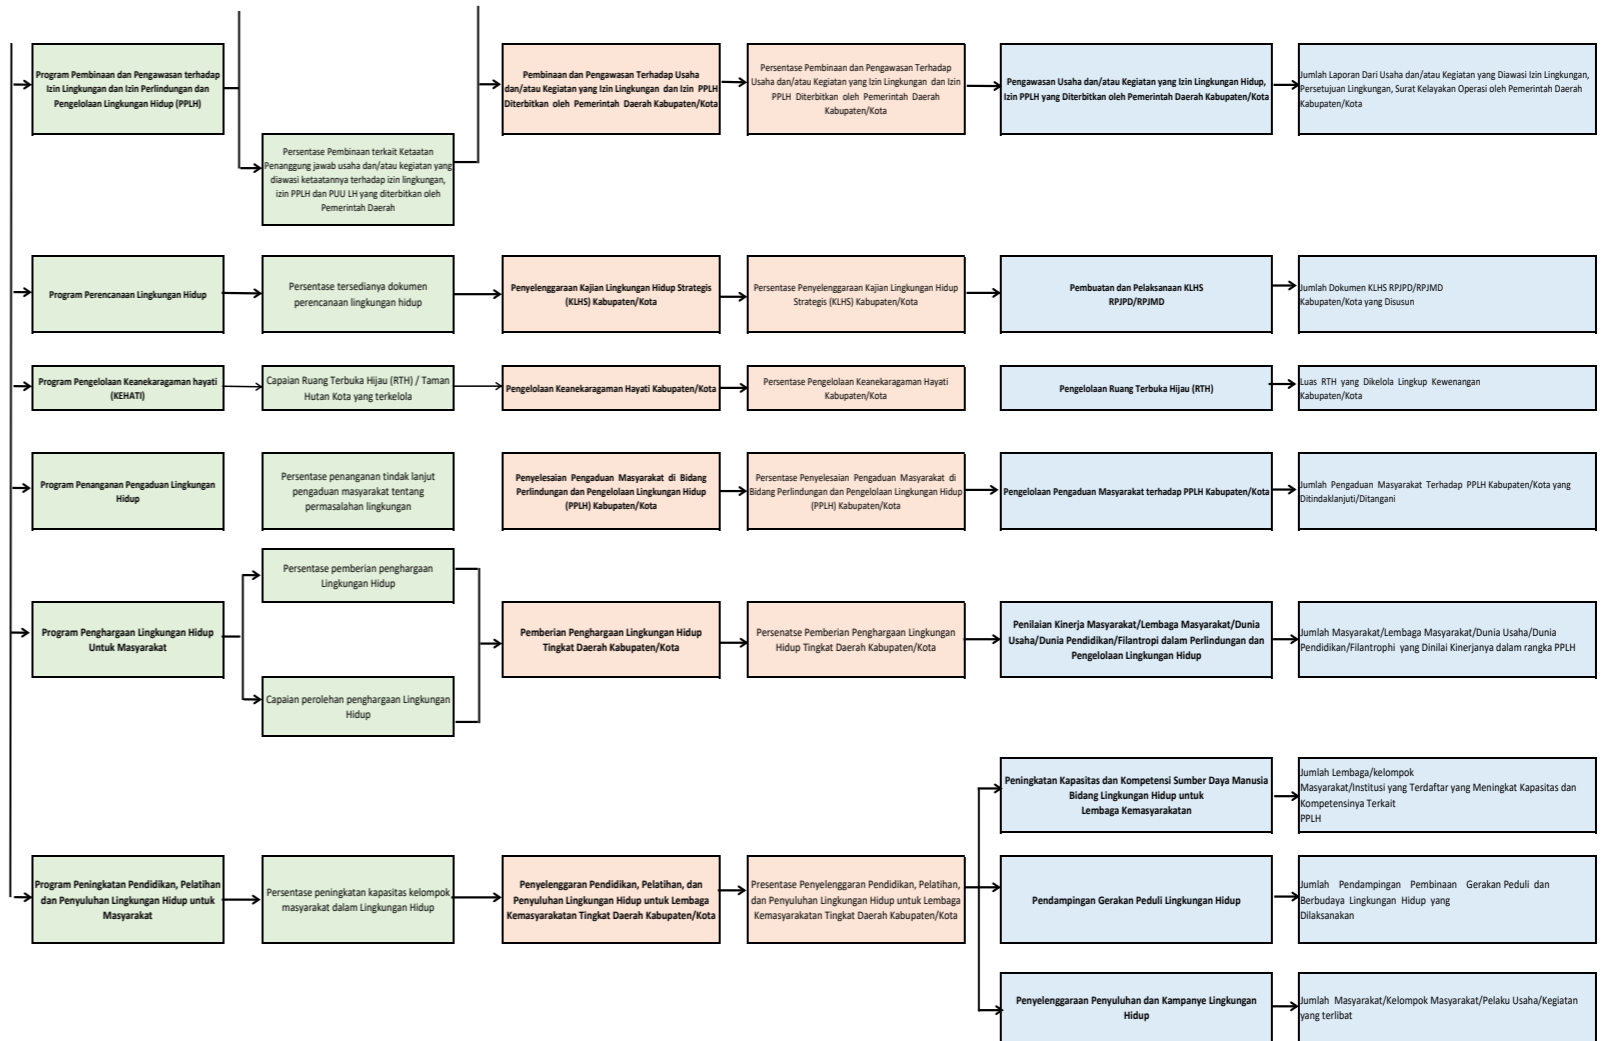 Program Pembinaan dan Pengawasan terhadap
Izin Lingkungan dan Izin Perlindungan dan
Pengelolaan Lingkungan Hidup (PPLH)
Persentase Pembinaan terkait Ketaatan
Penanggung jawab usaha dan/atau kegiatan yang
diawasi ketaatannya terhadap izin lingkungan,
izin PPLH dan PUU LH yang diterbitkan oleh
Pemerintah Daerah
Pembinaan dan Pengawasan Terhadap Usaha
dan/atau Kegiatan yang Izin Lingkungan dan Izin PPLH
Diterbitkan oleh Pemerintah Daerah Kabupaten/Kota
Persentase Pembinaan dan Pengawasan Terhadap
Usaha dan/atau Kegiatan yang Izin Lingkungan dan Izin
PPLH Diterbitkan oleh Pemerintah Daerah
Kabupaten/Kota
Pengawasan Usaha dan/atau Kegiatan yang Izin Lingkungan Hidup,
Izin PPLH yang Diterbitkan oleh Pemerintah Daerah Kabupaten/Kota
Jumlah Laporan Dari Usaha dan/atau Kegiatan yang Diawasi Izin Lingkungan,
Persetujuan Lingkungan, Surat Kelayakan Operasi oleh Pemerintah Daerah
Kabupaten/Kota
Program Perencanaan Lingkungan Hidup
Persentase tersedianya dokumen
perencanaan lingkungan hidup
Penyelenggaraan Kajian Lingkungan Hidup Strategis
(KLHS) Kabupaten/Kota
Persentase Penyelenggaraan Kajian Lingkungan Hidup
Strategis (KLHS) Kabupaten/Kota
Pembuatan dan Pelaksanaan KLHS
RPJPD/RPJMD
Jumlah Dokumen KLHS RPJPD/RPJMD
Kabupaten/Kota yang Disusun
Program Pengelolaan Keanekaragaman hayati
(KEHATI)
Capaian Ruang Terbuka Hijau (RTH) / Taman
Hutan Kota yang terkelola
Pengelolaan Keanekaragaman Hayati Kabupaten/Kota
Persentase Pengelolaan Keanekaragaman Hayati
Kabupaten/Kota
Pengelolaan Ruang Terbuka Hijau (RTH)
Luas RTH yang Dikelola Lingkup Kewenangan
Kabupaten/Kota
Program Penanganan Pengaduan Lingkungan
Hidup
Persentase penanganan tindak lanjut
pengaduan masyarakat tentang
permasalahan lingkungan
Penyelesaian Pengaduan Masyarakat di Bidang
Perlindungan dan Pengelolaan Lingkungan Hidup
(PPLH) Kabupaten/Kota
Persentase Penyelesaian Pengaduan Masyarakat di
Bidang Perlindungan dan Pengelolaan Lingkungan Hidup
(PPLH) Kabupaten/Kota
Pengelolaan Pengaduan Masyarakat terhadap PPLH Kabupaten/Kota
Jumlah Pengaduan Masyarakat Terhadap PPLH Kabupaten/Kota yang
Ditindaklanjuti/Ditangani
Program Penghargaan Lingkungan Hidup
Untuk Masyarakat
Persentase pemberian penghargaan
Lingkungan Hidup
Capaian perolehan penghargaan Lingkungan
Hidup
Pemberian Penghargaan Lingkungan Hidup
Tingkat Daerah Kabupaten/Kota
Persenatse Pemberian Penghargaan Lingkungan
Hidup Tingkat Daerah Kabupaten/Kota
Penilaian Kinerja Masyarakat/Lembaga Masyarakat/Dunia
Usaha/Dunia Pendidikan/Filantropi dalam Perlindungan dan
Pengelolaan Lingkungan Hidup
Jumlah Masyarakat/Lembaga Masyarakat/Dunia Usaha/Dunia
Pendidikan/Filantrophi yang Dinilai Kinerjanya dalam rangka PPLH
Program Peningkatan Pendidikan, Pelatihan
dan Penyuluhan Lingkungan Hidup untuk
Masyarakat
Persentase peningkatan kapasitas kelompok
masyarakat dalam Lingkungan Hidup
Penyelenggaran Pendidikan, Pelatihan, dan
Penyuluhan Lingkungan Hidup untuk Lembaga
Kemasyarakatan Tingkat Daerah Kabupaten/Kota
Presentase Penyelenggaran Pendidikan, Pelatihan,
dan Penyuluhan Lingkungan Hidup untuk Lembaga
Kemasyarakatan Tingkat Daerah Kabupaten/Kota
Peningkatan Kapasitas dan Kompetensi Sumber Daya Manusia
Bidang Lingkungan Hidup untuk
Lembaga Kemasyarakatan
Jumlah Lembaga/kelompok
Masyarakat/Institusi yang Terdaftar yang Meningkat Kapasitas dan
Kompetensinya Terkait
PPLH
Pendampingan Gerakan Peduli Lingkungan Hidup
Jumlah Pendampingan Pembinaan Gerakan Peduli dan
Berbudaya Lingkungan Hidup yang
Dilaksanakan
Penyelenggaraan Penyuluhan dan Kampanye Lingkungan
Hidup
Jumlah Masyarakat/Kelompok Masyarakat/Pelaku Usaha/Kegiatan
yang terlibat